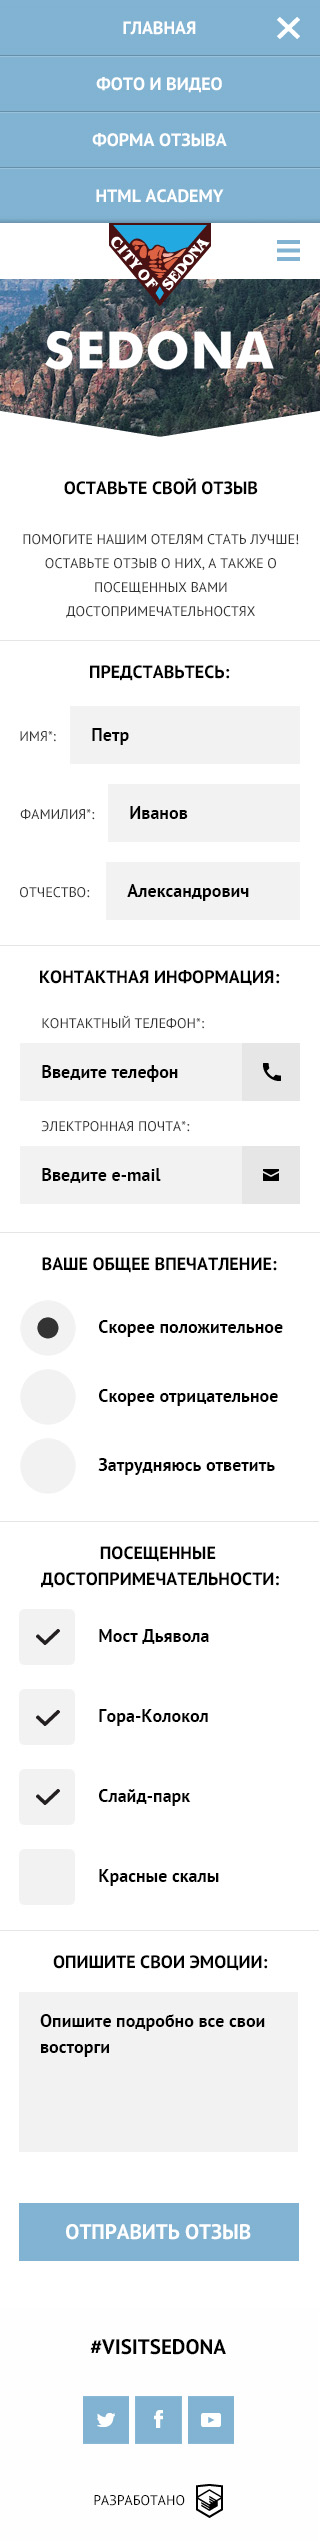 ГЛАВНАЯ
ФОТО И ВИДЕО
ФОРМА ОТЗЫВА
HTML ACADEMY
CITY OF SEDONA
SEDONA
ОСТАВЬТЕ СВОЙ ОТЗЫВ
ПОМОГИТЕ НАШИМ ОТЕЛЯМ СТАТЬ ЛУЧШЕ!
ОСТАВЬТЕ ОТЗЫВ О НИХ, А ТАКЖЕ О
ПОСЕЩЕННЫХ ВАМИ
ДОСТОПРИМЕЧАТЕЛЬНОСТЯХ
ПРЕДСТАВЬТЕСЬ:
ИМЯ*: Петр
ФАМИЛИЯ*: Иванов
ОТЧЕСТВО: Александрович
КОНТАКТНАЯ ИНФОРМАЦИЯ:
КОНТАКТНЫЙ ТЕЛЕФОН*:
Введите телефон
ЭЛЕКТРОННАЯ ПОЧТА*:
Введите e-mail
ВАШЕ ОБЩЕЕ ВПЕЧАТЛЕНИЕ:
Скорее положительное
Скорее отрицательное
Затрудняюсь ответить
ПОСЕЩЕННЫЕ
ДОСТОПРИМЕЧАТЕЛЬНОСТИ:
Мост Дьявола
Гора-Колокол
Слайд-парк
Красные скалы
ОПИШИТЕ СВОИ ЭМОЦИИ:
Опишите подробно все свои
восторги
ОТПРАВИТЬ ОТЗЫВ
#VISITSEDONA
РАЗРАБОТАНО